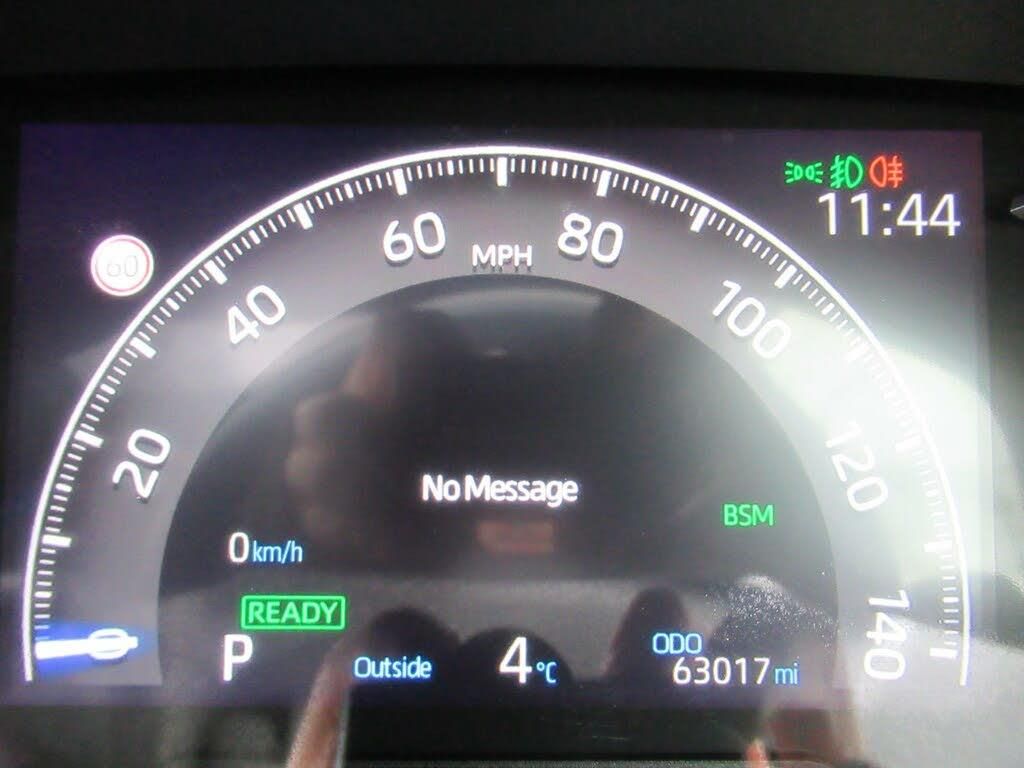 11:44
60
60
MPH
80
40
100
20
120
No Message
BSM
0 km/h
READY
0
P
Outside
4 °C
ODO
63017 mi
140